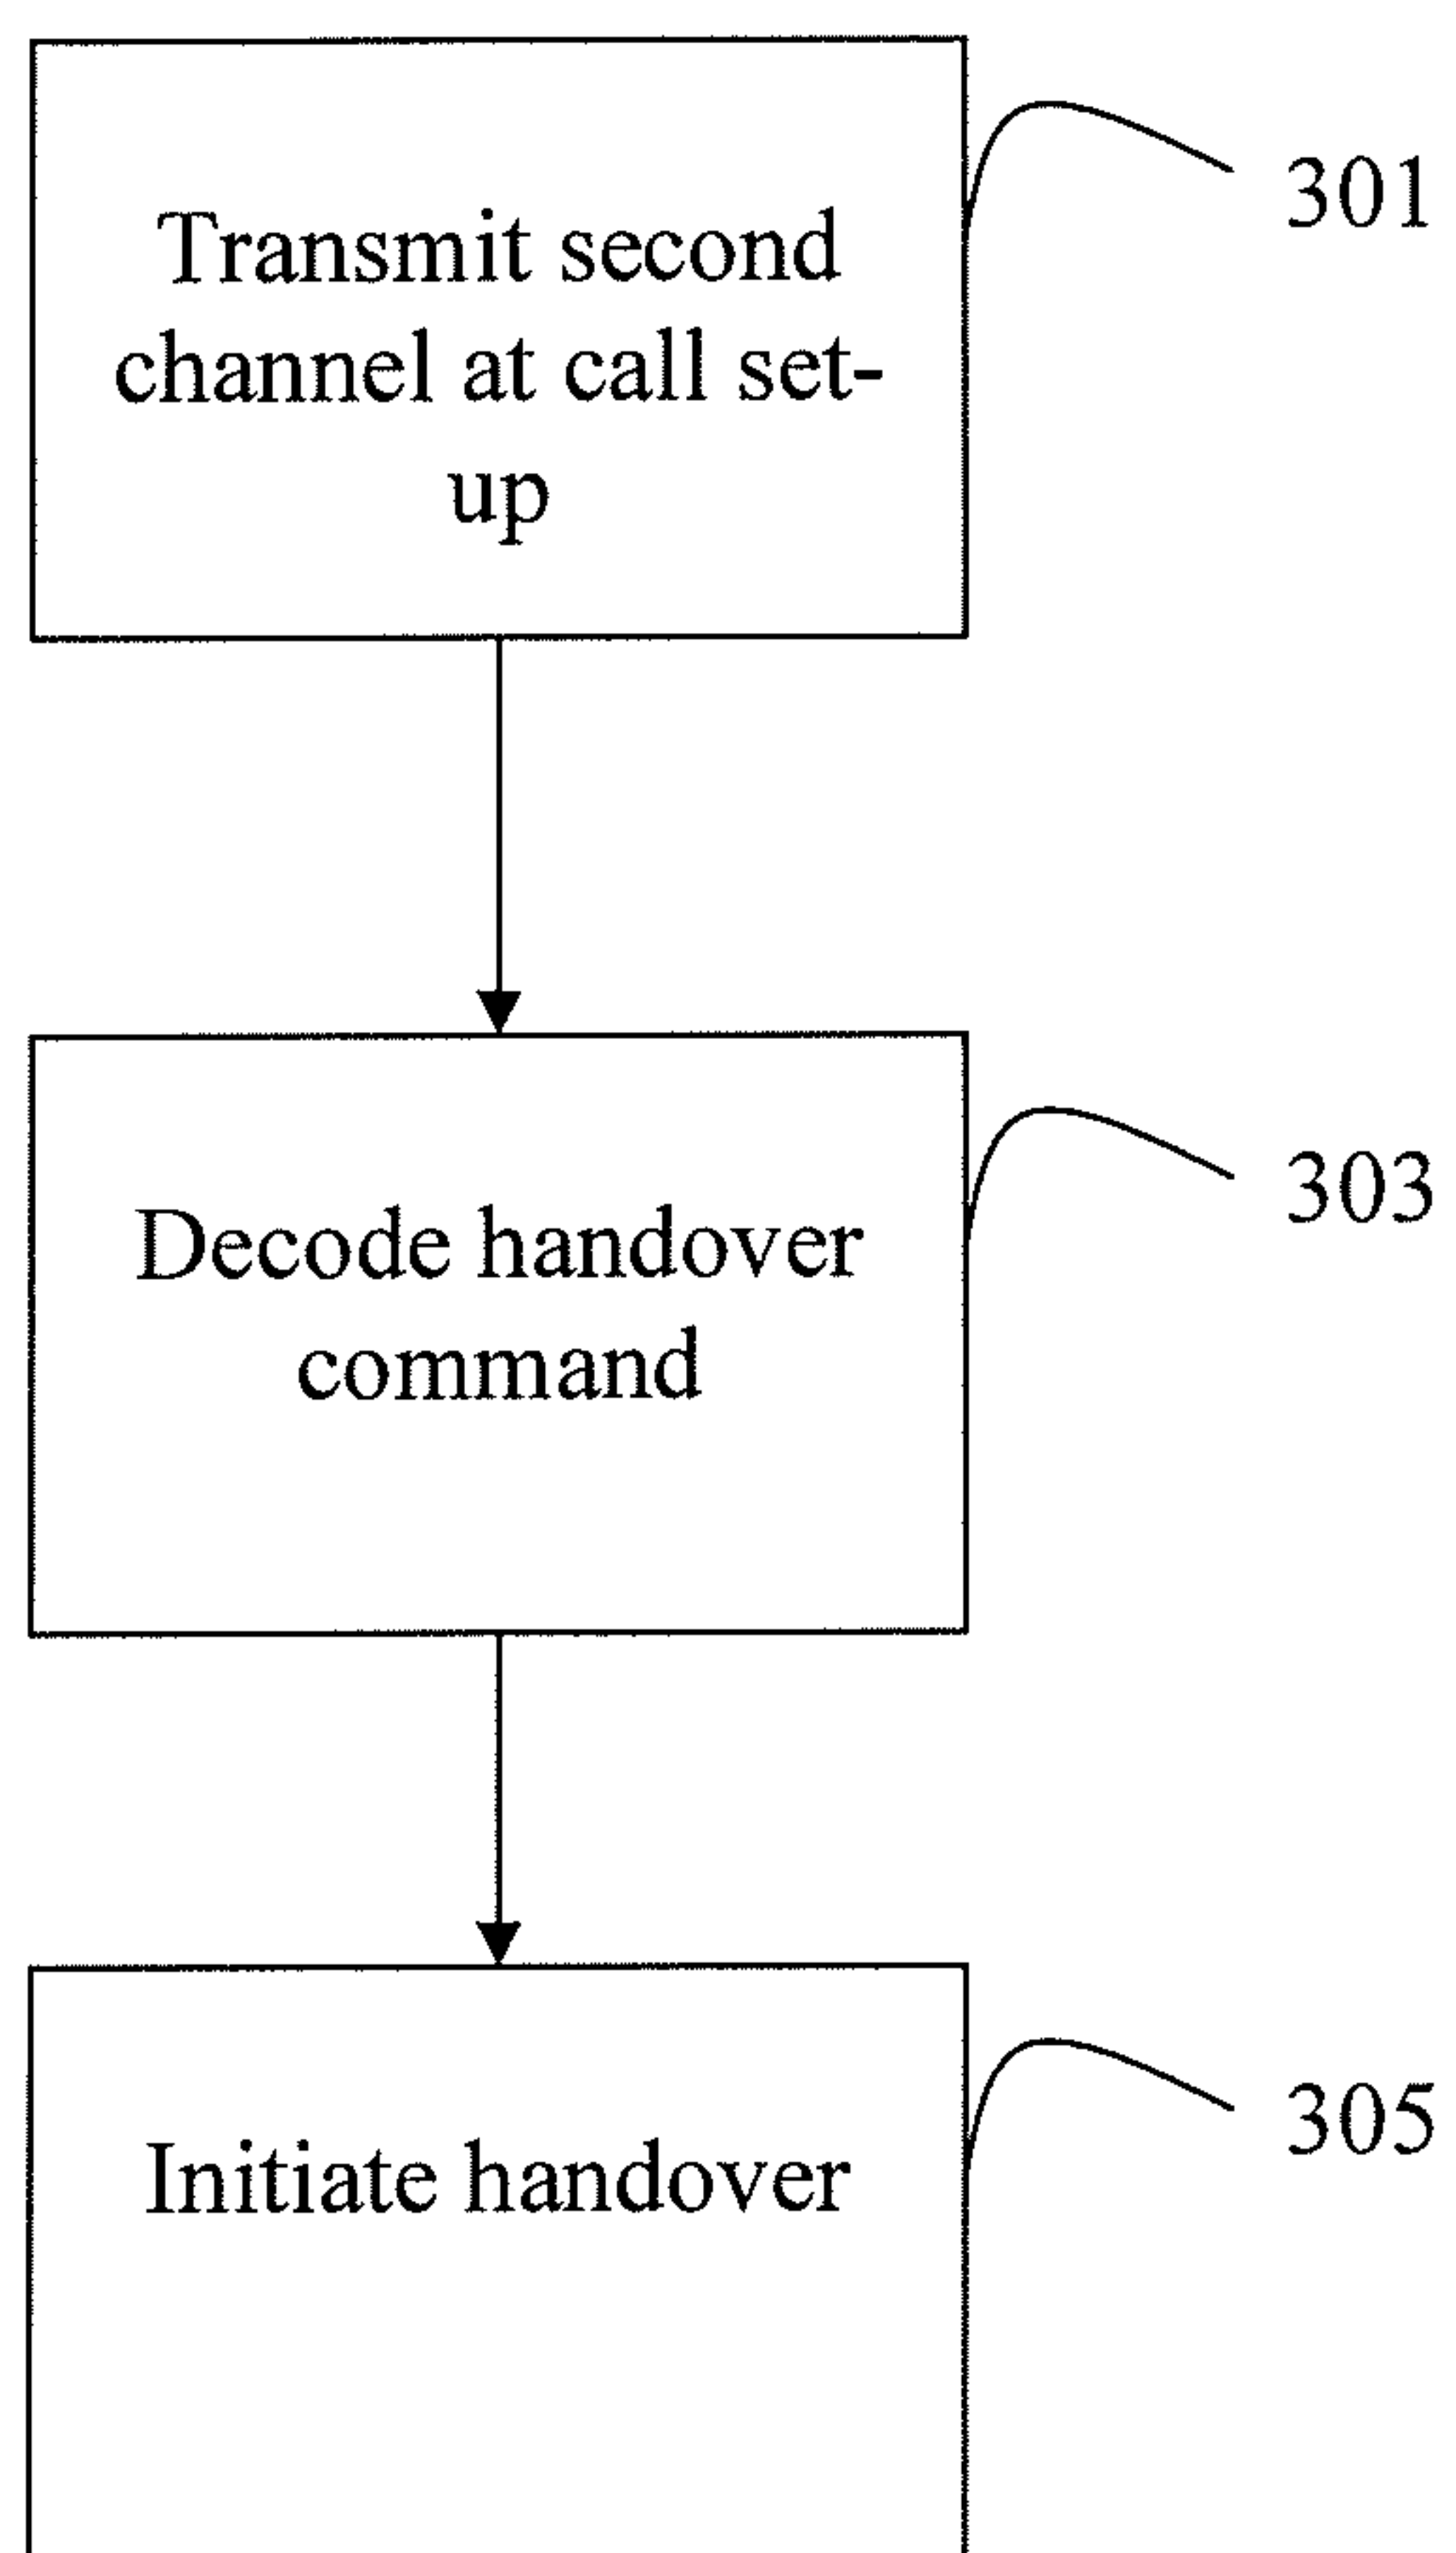 Transmit second
channel at call set-
up
301
Decode handover
command
303
Initiate handover
305